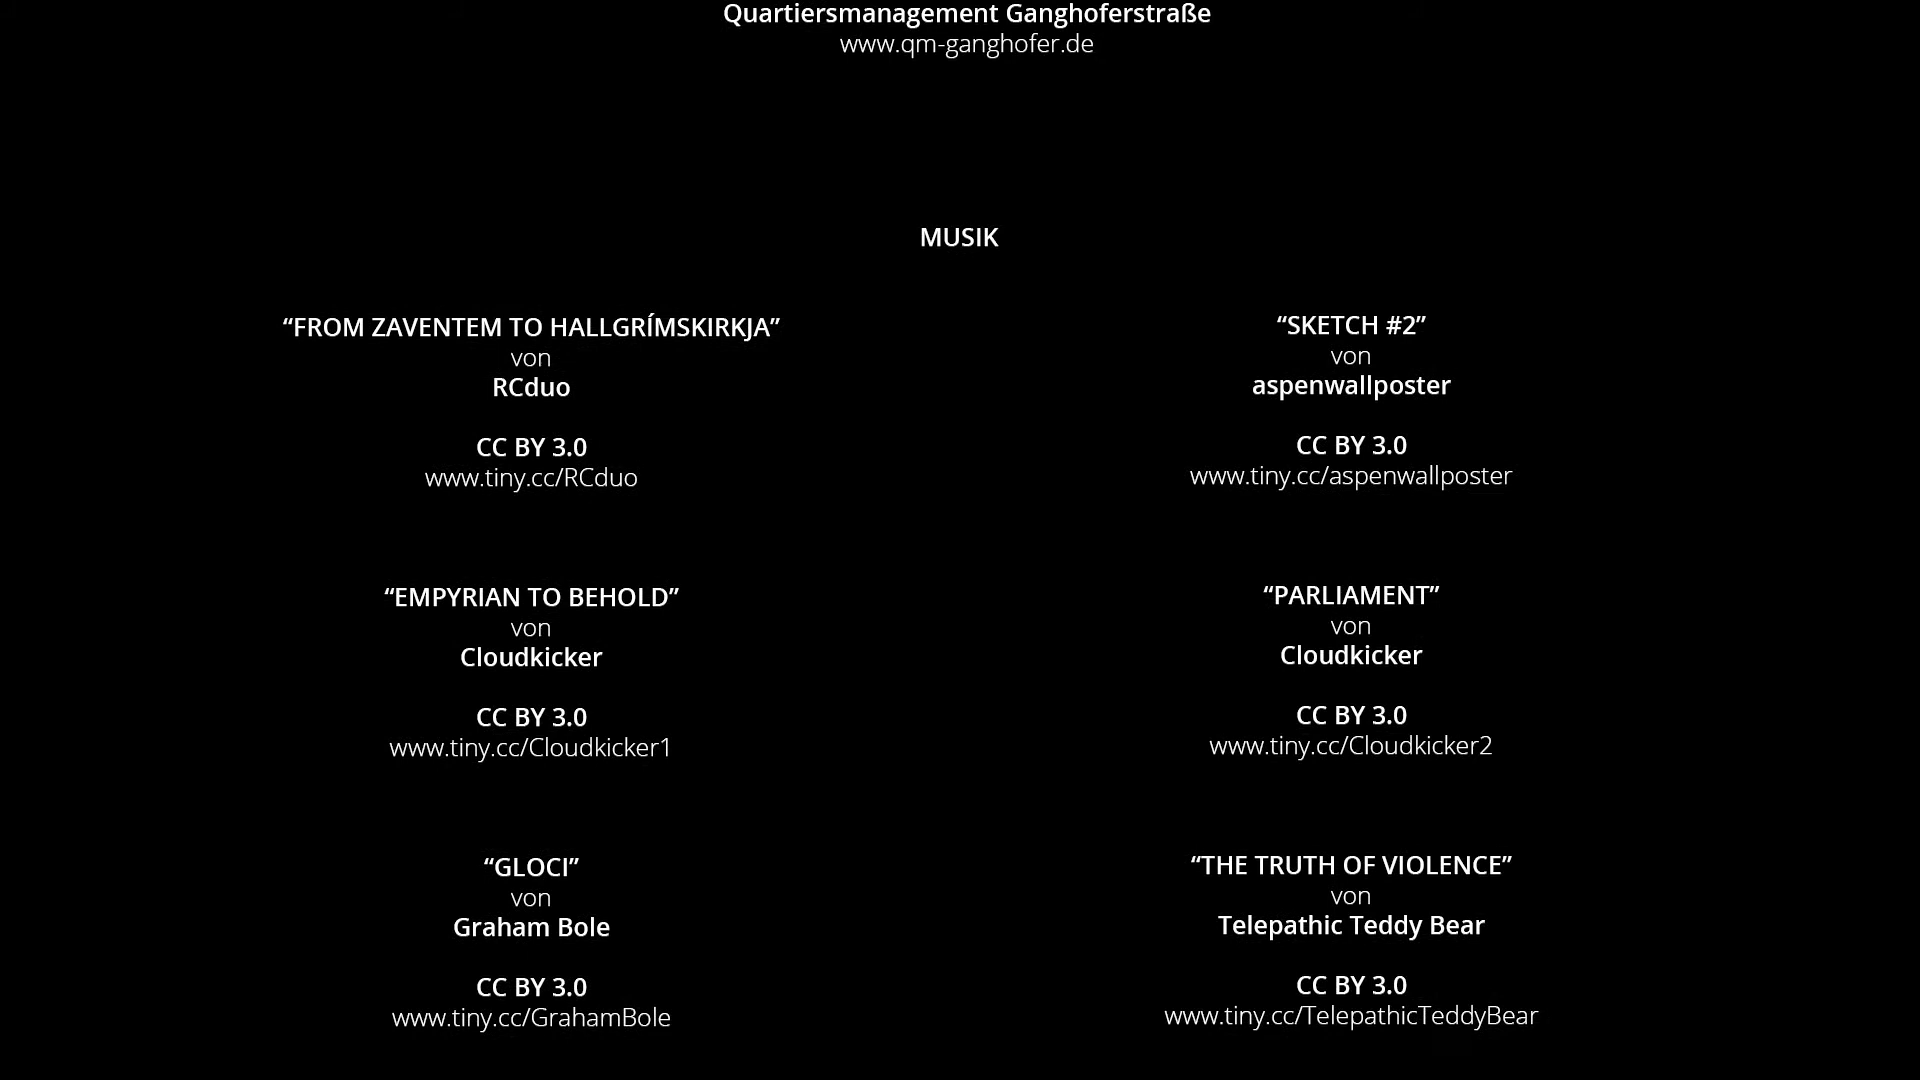 Quartiersmanagement Ganghoferstraße
www.qm-ganghofer.de
MUSIK
“FROM ZAVENTEM TO HALLGRÍMSKIRKJA”
von
RCduo
CC BY 3.0
www.tiny.cc/RCduo
“SKETCH #2”
von
aspenwallposter
CC BY 3.0
www.tiny.cc/aspenwallposter
“EMPYRIAN TO BEHOLD”
von
Cloudkicker
CC BY 3.0
www.tiny.cc/Cloudkicker1
“PARLIAMENT”
von
Cloudkicker
CC BY 3.0
www.tiny.cc/Cloudkicker2
“GLOCI”
von
Graham Bole
CC BY 3.0
www.tiny.cc/GrahamBole
“THE TRUTH OF VIOLENCE”
von
Telepathic Teddy Bear
CC BY 3.0
www.tiny.cc/TelepathicTeddyBear